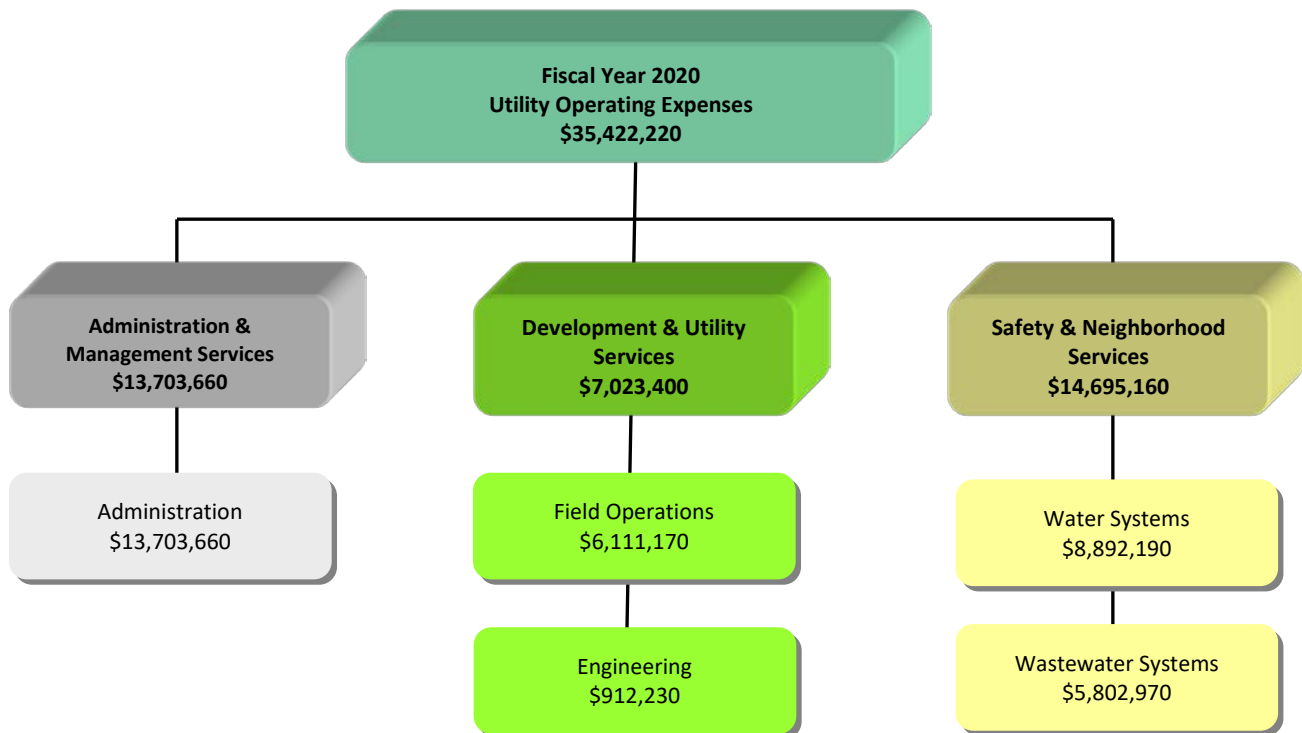 Fiscal Year 2020
Utility Operating Expenses
$35,422,220
Administration &
Management Services
$13,703,660
Development & Utility
Services
$7,023,400
Safety & Neighborhood
Services
$14,695,160
Administration
$13,703,660
Field Operations
$6,111,170
Water Systems
$8,892,190
Engineering
$912,230
Wastewater Systems
$5,802,970